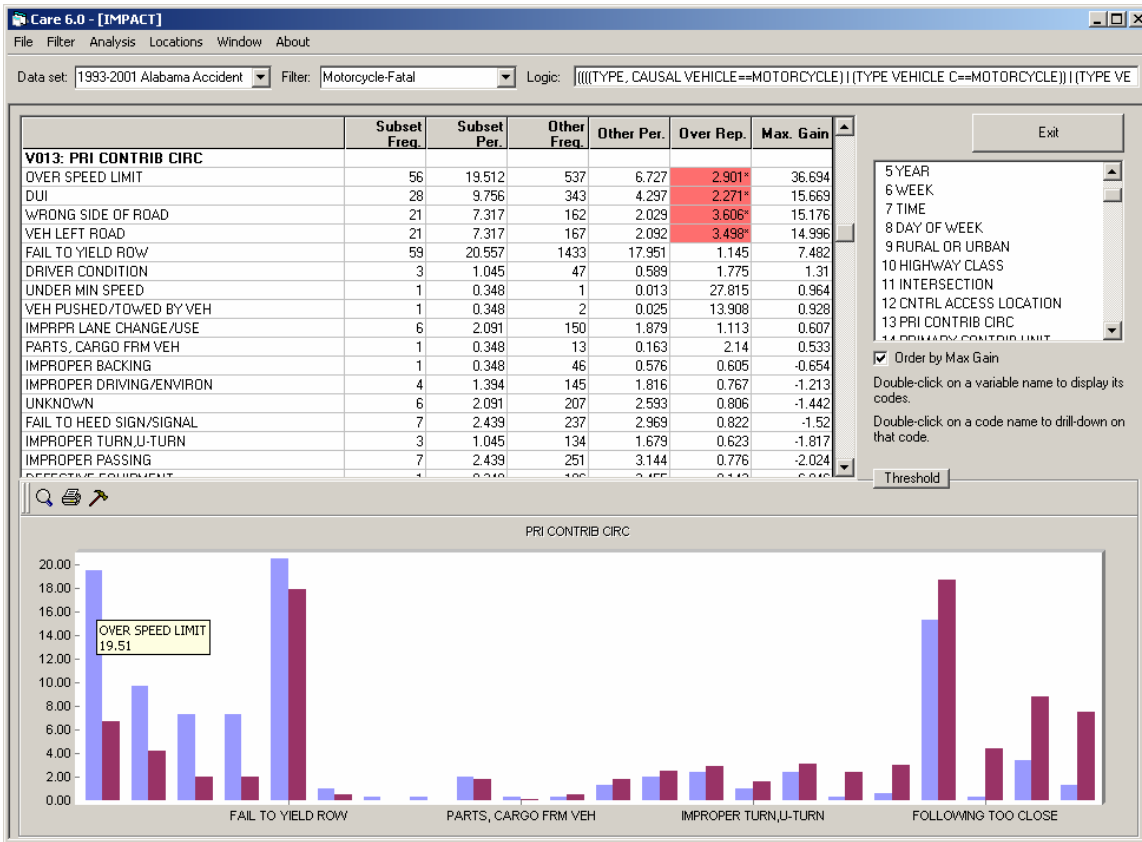 Care 6.0 - [IMPACT]
File Filter Analysis Locations Window About
Data set: 1993-2001 Alabama Accident Filter: Motorcycle-Fatal Logic: ((((TYPE, CAUSAL VEHICLE==MOTORCYCLE) | (TYPE VEHICLE C==MOTORCYCLE)) | (TYPE VE
Subset Freq. Subset Per. Other Freq. Other Per. Over Rep. Max. Gain
V013: PRI CONTRIB CIRC
OVER SPEED LIMIT 56 19.512 537 6.727 2.901* 36.694
DUI 28 9.756 343 4.297 2.271* 15.669
WRONG SIDE OF ROAD 21 7.317 162 2.029 3.606* 15.176
VEH LEFT ROAD 21 7.317 167 2.092 3.498* 14.996
FAIL TO YIELD ROW 59 20.557 1433 17.951 1.145 7.482
DRIVER CONDITION 3 1.045 47 0.589 1.775 1.31
UNDER MIN SPEED 1 0.348 1 0.013 27.815 0.964
VEH PUSHED/TOWED BY VEH 1 0.348 2 0.025 13.908 0.928
IMPRPR LANE CHANGE/USE 6 2.091 150 1.879 1.113 0.607
PARTS, CARGO FRM VEH 1 0.348 13 0.163 2.14 0.533
IMPROPER BACKING 1 0.348 46 0.576 0.605 -0.654
IMPROPER DRIVING/ENVIRON 4 1.394 145 1.816 0.767 -1.213
UNKNOWN 6 2.091 207 2.593 0.806 -1.442
FAIL TO HEED SIGN/SIGNAL 7 2.439 237 2.969 0.822 -1.52
IMPROPER TURN,U-TURN 3 1.045 134 1.679 0.623 -1.817
IMPROPER PASSING 7 2.439 251 3.144 0.776 -2.024
Exit
5 YEAR
6 WEEK
7 TIME
8 DAY OF WEEK
9 RURAL OR URBAN
10 HIGHWAY CLASS
11 INTERSECTION
12 CNTRL ACCESS LOCATION
13 PRI CONTRIB CIRC
14 PRIMARY CONTRIB UNIT
Order by Max Gain
Double-click on a variable name to display its
codes.
Double-click on a code name to drill-down on
that code.
Threshold
PRI CONTRIB CIRC
20.00
18.00
16.00
14.00
12.00
10.00
8.00
6.00
4.00
2.00
0.00
OVER SPEED LIMIT
19.51
FAIL TO YIELD ROW PARTS, CARGO FRM VEH IMPROPER TURN,U-TURN FOLLOWING TOO CLOSE